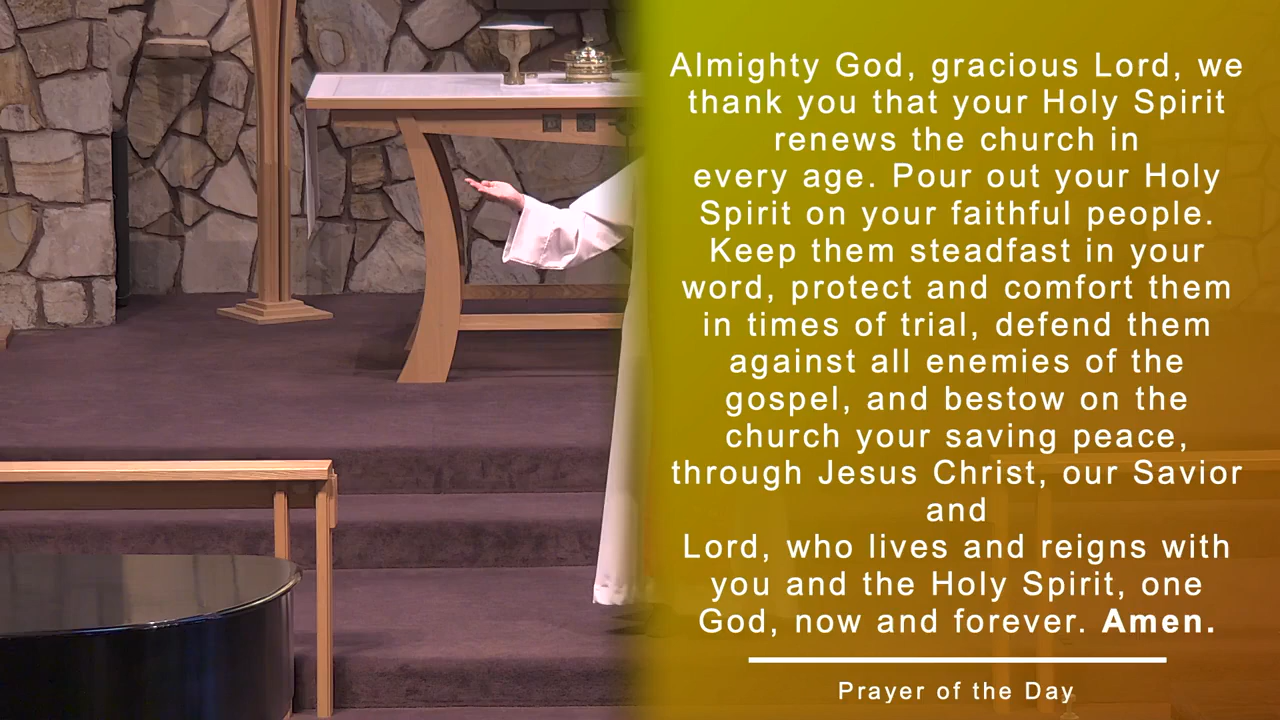 Almighty God, gracious Lord, we
thank you that your Holy Spirit
renews the church in
every age. Pour out your Holy
Spirit on your faithful people.
Keep them steadfast in your
word, protect and comfort them
in times of trial, defend them
against all enemies of the
gospel, and bestow on the
church your saving peace,
through Jesus Christ, our Savior
and
Lord, who lives and reigns with
you and the Holy Spirit, one
God, now and forever. Amen.
Prayer of the Day